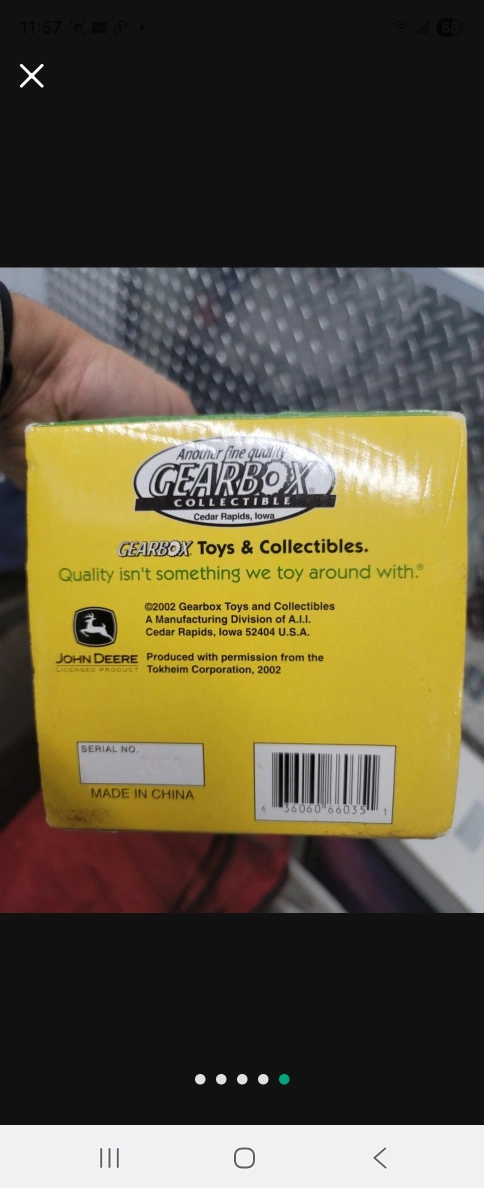 11:57
Another fine quality
GEARBOX®
COLLECTIBLE
Cedar Rapids, Iowa
GEARBOX Toys & Collectibles.
Quality isn't something we toy around with.®
©2002 Gearbox Toys and Collectibles
A Manufacturing Division of A.I.I.
Cedar Rapids, Iowa 52404 U.S.A.
JOHN DEERE
LICENSED PRODUCT
Produced with permission from the
Tokheim Corporation, 2002
SERIAL NO.
MADE IN CHINA
6 36060 66035 1